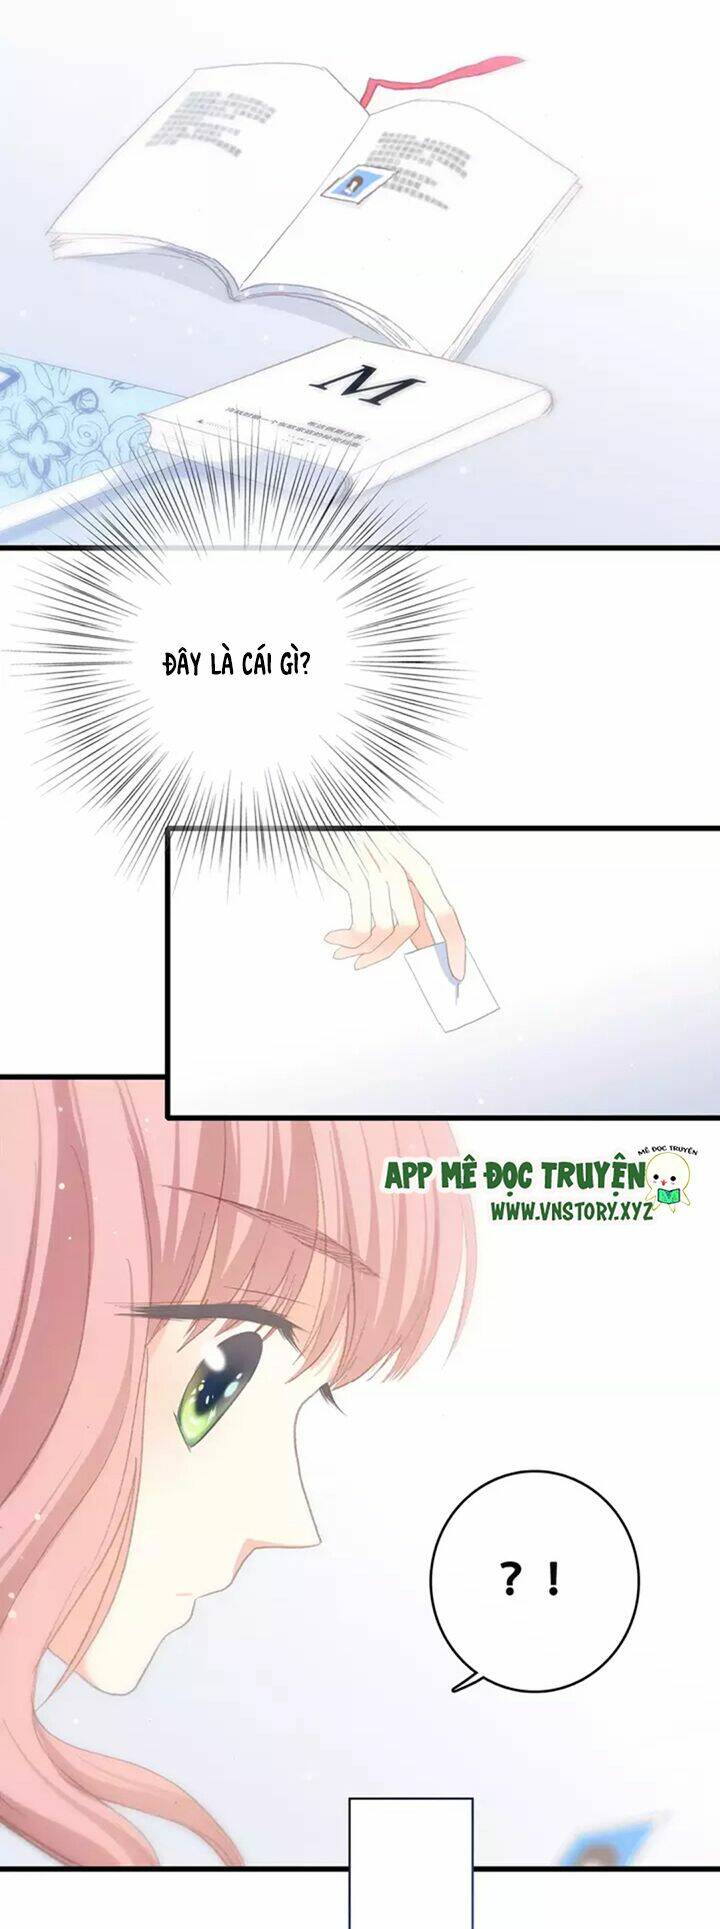 M
ĐÂY LÀ CÁI GÌ?
MÊ ĐỌC TRUYỆN
APP MÊ ĐỌC TRUYỆN
WWW.VNSTORY.XYZ
?!